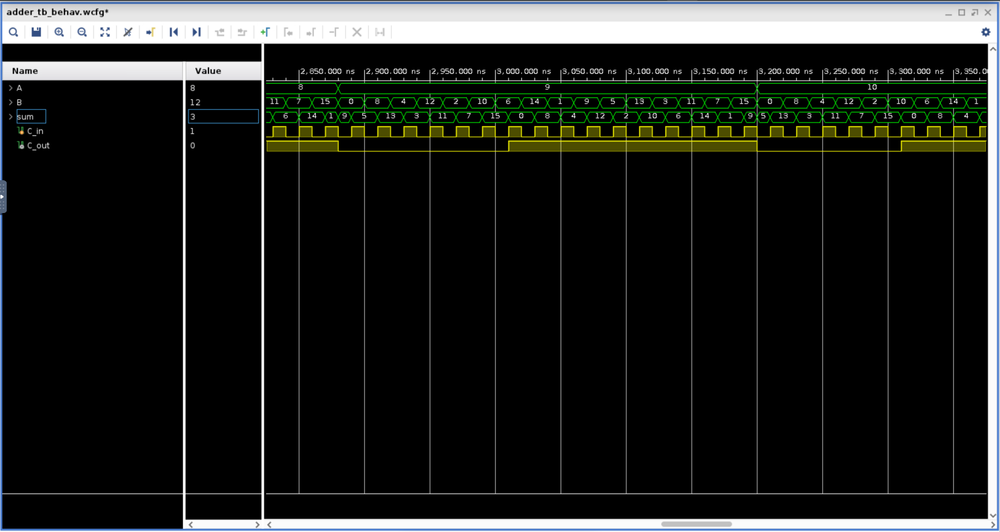 adder_tb_behav.wcfg*
Name Value
2,850.000 ns 2,900.000 ns 2,950.000 ns 3,000.000 ns 3,050.000 ns 3,100.000 ns 3,150.000 ns 3,200.000 ns 3,250.000 ns 3,300.000 ns 3,350.0
A 8 8 9 10
B 12 11 7 15 0 8 4 12 2 10 6 14 1 9 5 13 3 11 7 15 0 8 4 12 2 10 6 14 1
sum 3 6 14 1 9 5 13 3 11 7 15 0 8 4 12 2 10 6 14 1 9 5 13 3 11 7 15 0 8 4
C_in 1
C_out 0